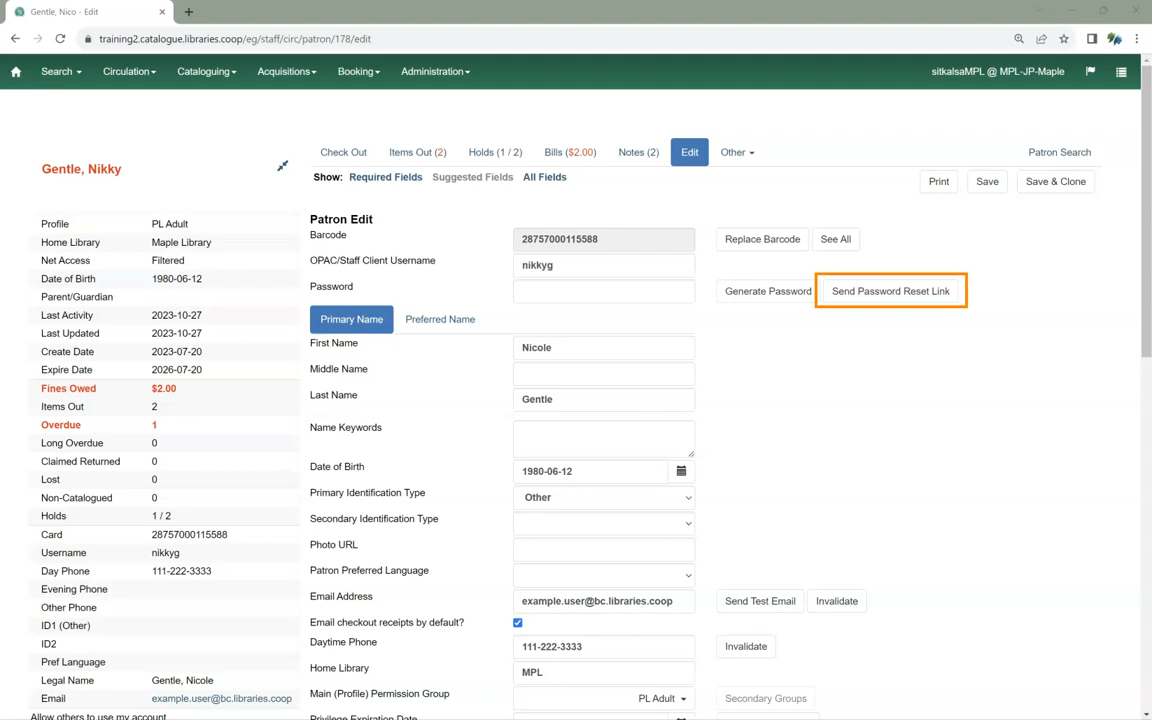 Gentle, Nico - Edit
training2.catalogue.libraries.coop/eg/staff/circ/patron/178/edit
Search Circulation Cataloguing Acquisitions Booking Administration sitkalsaMPL @ MPL-JP-Maple
Gentle, Nikky
Check Out Items Out (2) Holds (1 / 2) Bills ($2.00) Notes (2) Edit Other Patron Search
Show: Required Fields Suggested Fields All Fields
Print Save Save & Clone
Profile PL Adult
Home Library Maple Library
Net Access Filtered
Date of Birth 1980-06-12
Parent/Guardian
Last Activity 2023-10-27
Last Updated 2023-10-27
Create Date 2023-07-20
Expire Date 2026-07-20
Fines Owed $2.00
Items Out 2
Overdue 1
Long Overdue 0
Claimed Returned 0
Lost 0
Non-Catalogued 0
Holds 1 / 2
Card 28757000115588
Username nikkyg
Day Phone 111-222-3333
Evening Phone
Other Phone
ID1 (Other)
ID2
Pref Language
Legal Name Gentle, Nicole
Email example.user@bc.libraries.coop
Allow others to use my account
Patron Edit
Barcode 28757000115588 Replace Barcode See All
OPAC/Staff Client Username nikkyg
Password Generate Password Send Password Reset Link
Primary Name Preferred Name
First Name Nicole
Middle Name
Last Name Gentle
Name Keywords
Date of Birth 1980-06-12
Primary Identification Type Other
Secondary Identification Type
Photo URL
Patron Preferred Language
Email Address example.user@bc.libraries.coop Send Test Email Invalidate
Email checkout receipts by default?
Daytime Phone 111-222-3333 Invalidate
Home Library MPL
Main (Profile) Permission Group PL Adult Secondary Groups
Privilege Expiration Date